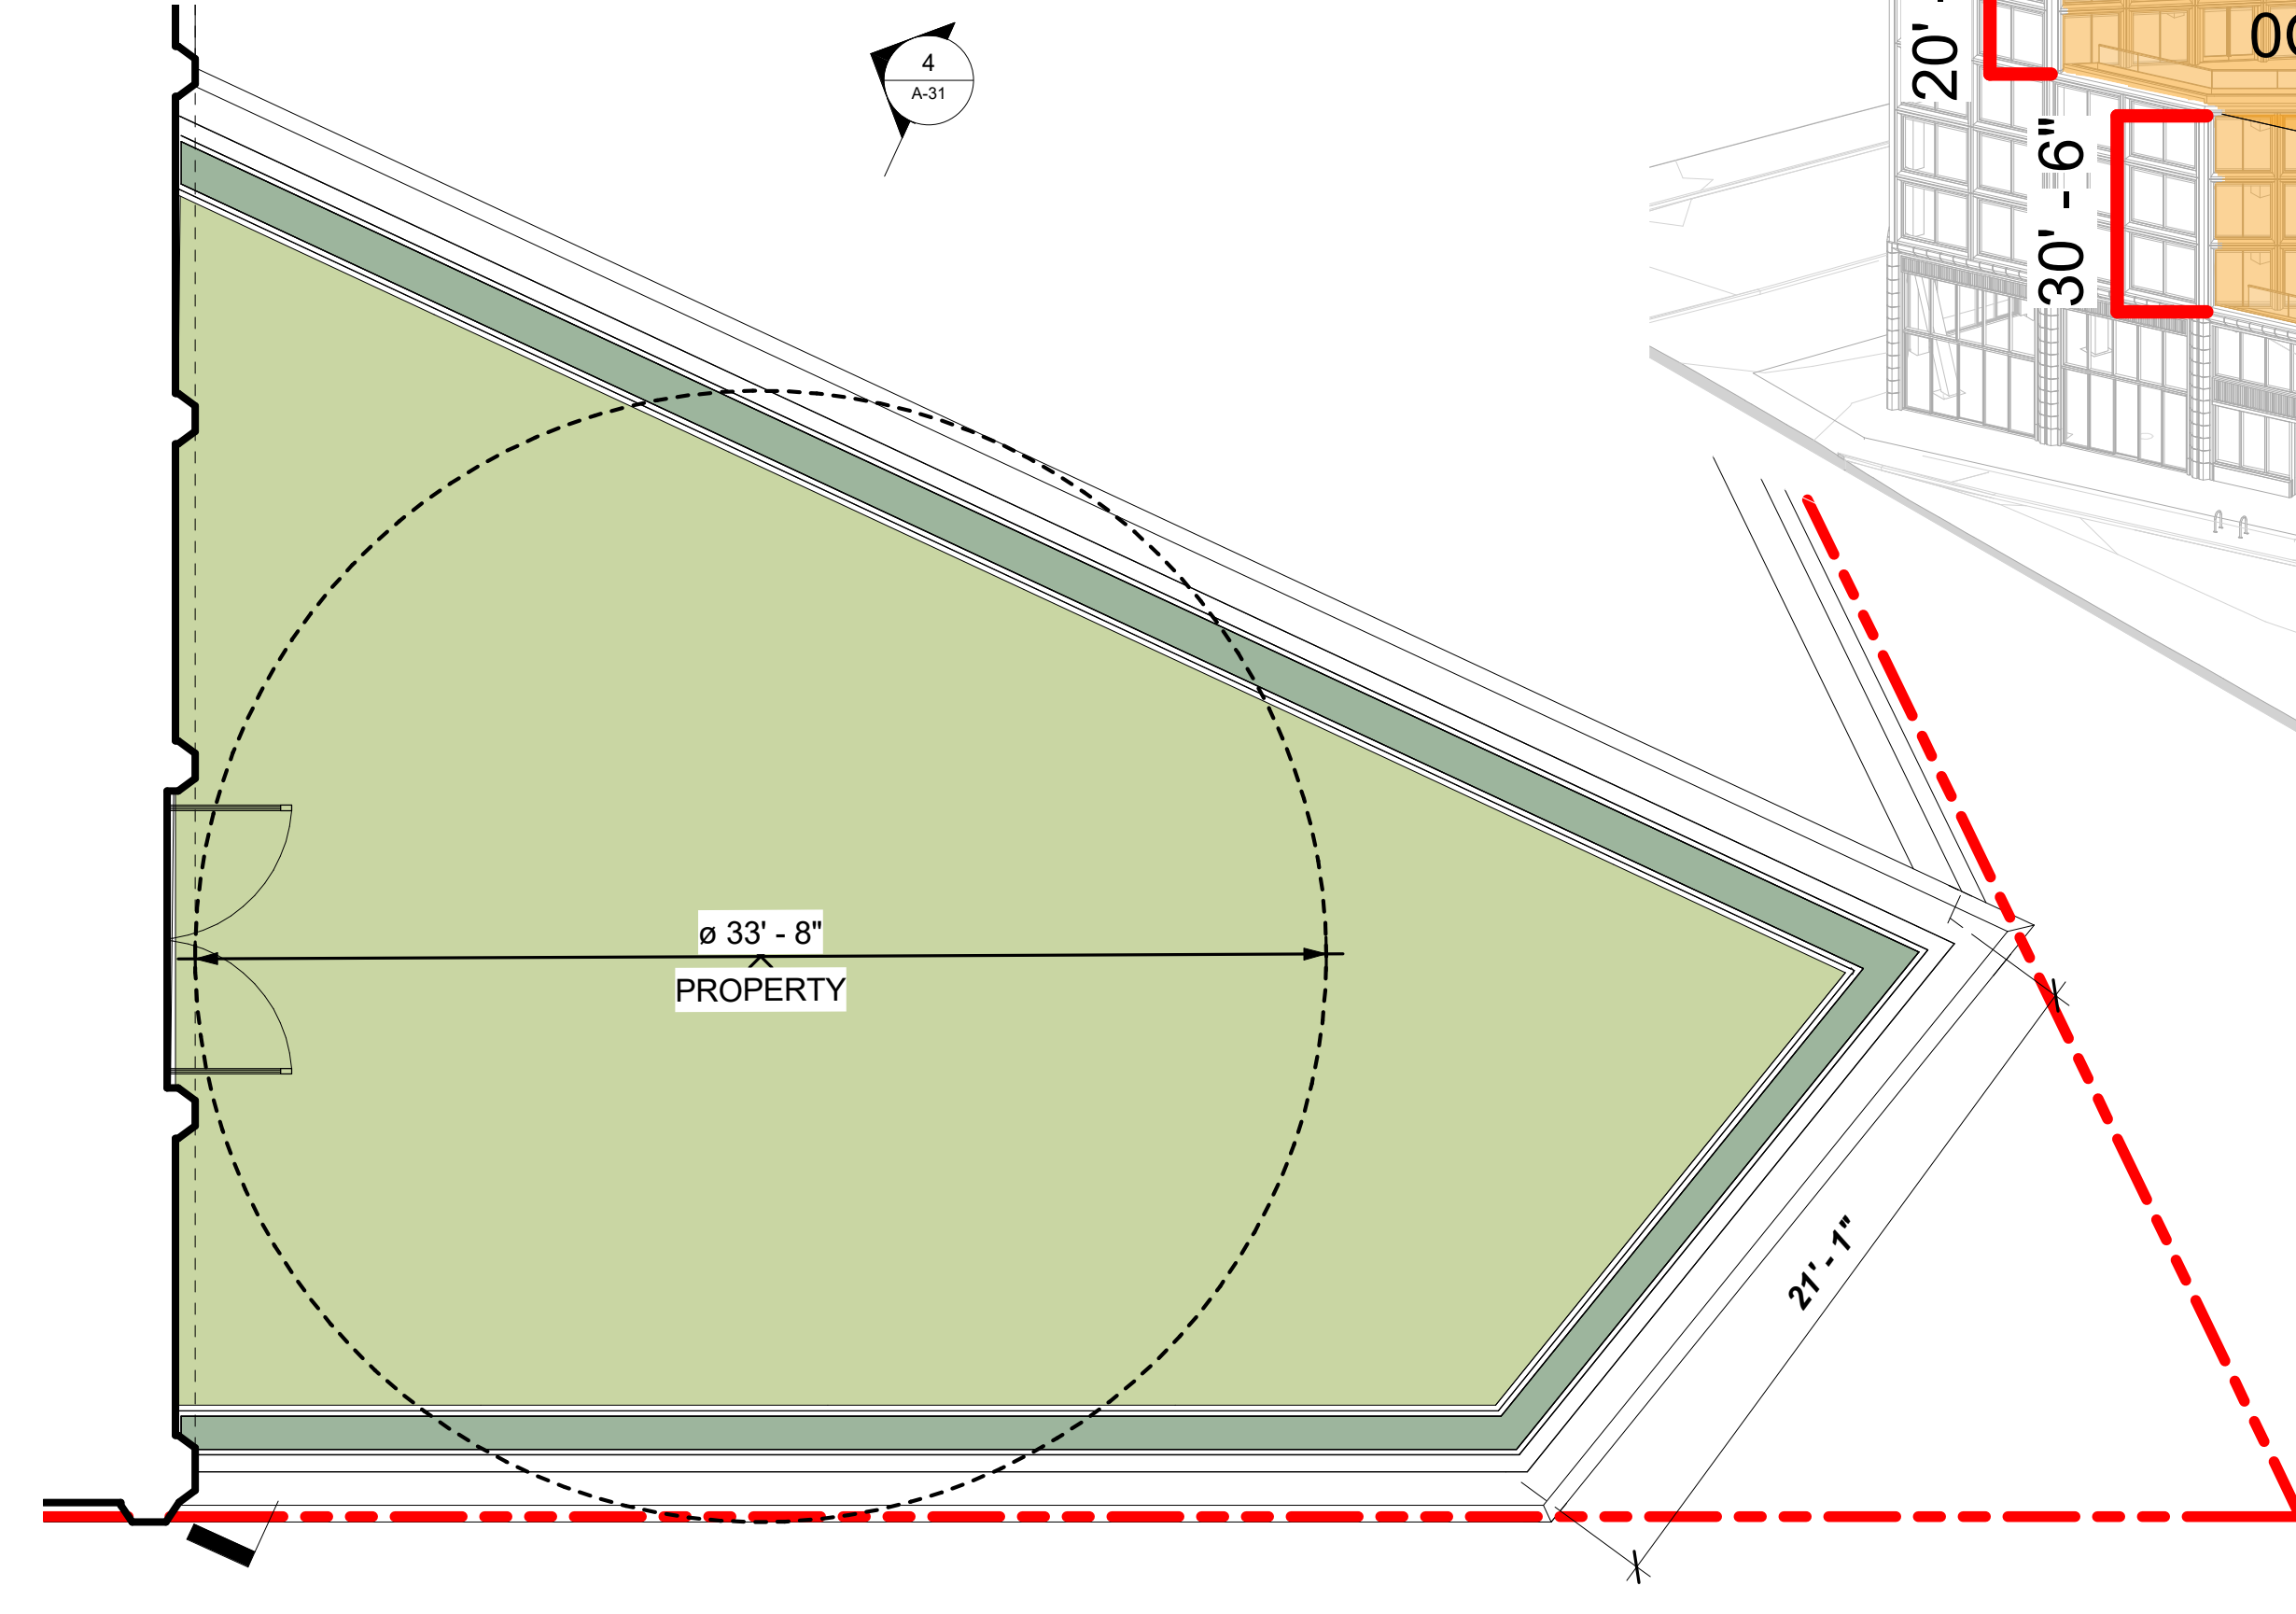 4
A-31
20'
30' - 6"
ø 33' - 8"
PROPERTY
21' - 1"